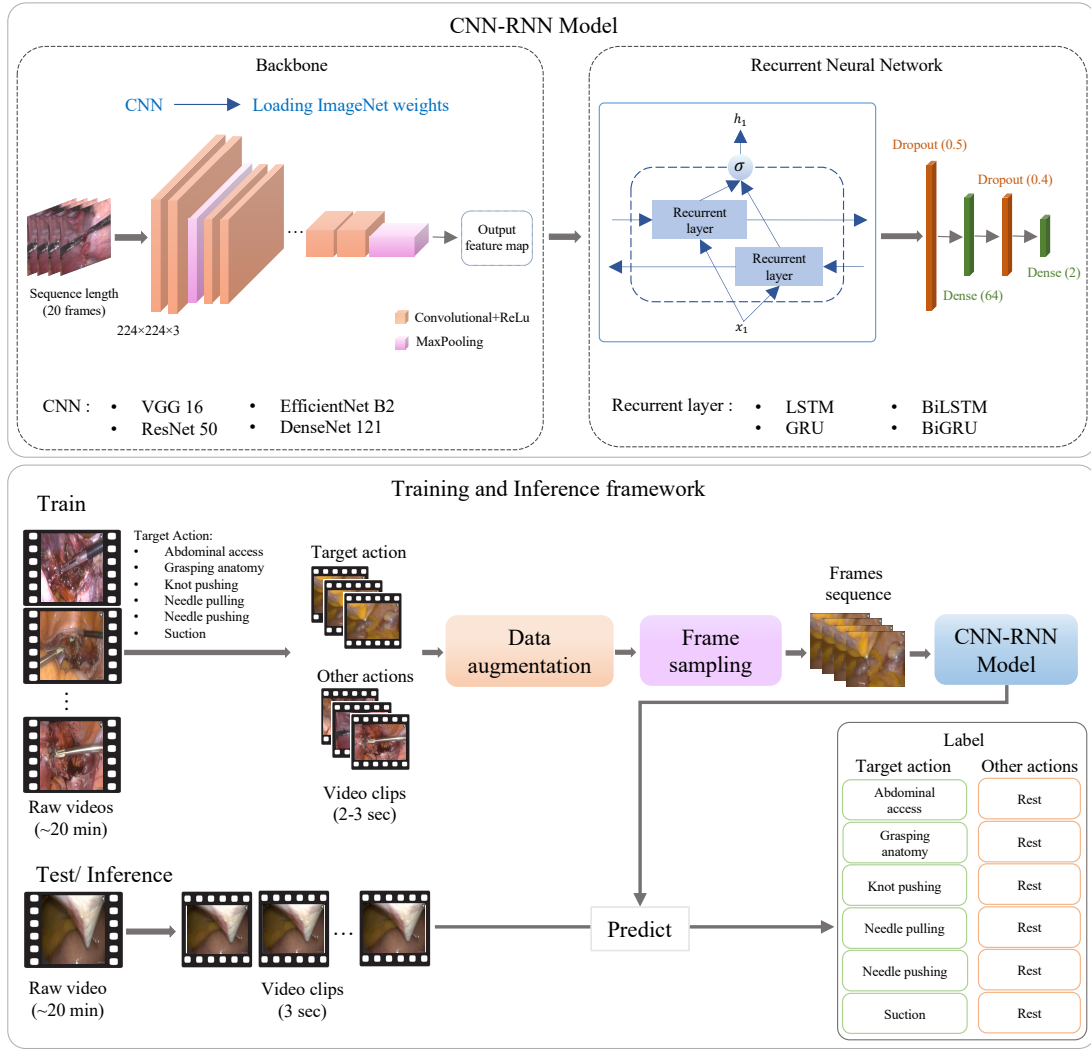 CNN-RNN Model
Backbone
CNN
Loading ImageNet weights
Sequence length
(20 frames)
224×224×3
...
Output
feature map
Convolutional+ReLu
MaxPooling
CNN :
• VGG 16
• ResNet 50
• EfficientNet B2
• DenseNet 121
Recurrent Neural Network
h₁
σ
Recurrent
layer
Recurrent
layer
x₁
Dropout (0.5)
Dense (64)
Dropout (0.4)
Dense (2)
Recurrent layer :
• LSTM
• GRU
• BiLSTM
• BiGRU
Training and Inference framework
Train
Raw videos
(~20 min)
Target Action:
• Abdominal access
• Grasping anatomy
• Knot pushing
• Needle pulling
• Needle pushing
• Suction
Target action
Other actions
Video clips
(2-3 sec)
Data
augmentation
Frame
sampling
Frames
sequence
CNN-RNN
Model
Test/ Inference
Raw video
(~20 min)
...
Video clips
(3 sec)
Predict
Label
Target action Other actions
Abdominal
access
Rest
Grasping
anatomy
Rest
Knot pushing Rest
Needle pulling Rest
Needle pushing Rest
Suction Rest